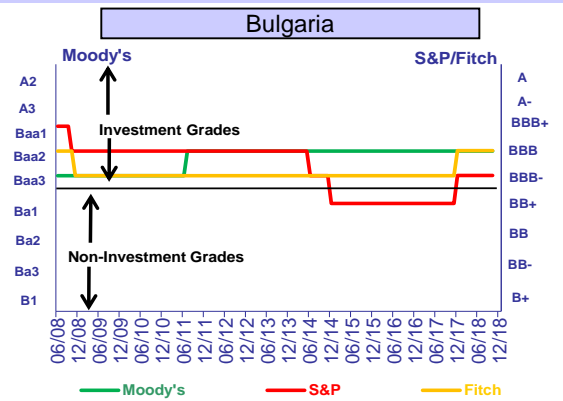 Bulgaria
Moody's S&P/Fitch
A2 A
A3 A-
Baa1 Investment Grades BBB+
Baa2 BBB
Baa3 BBB-
Ba1 BB+
Ba2 BB
Non-Investment Grades
Ba3 BB-
B1 B+
06/08 12/08 06/09 12/09 06/10 12/10 06/11 12/11 06/12 12/12 06/13 12/13 06/14 12/14 06/15 12/15 06/16 12/16 06/17 12/17 06/18 12/18
Moody's S&P Fitch